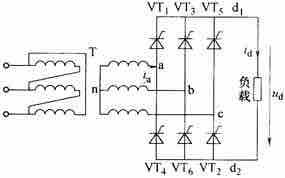 VT1 VT3 VT5 d1
T
id
a
ia
n
b
负载
ud
c
VT4 VT6 VT2 d2